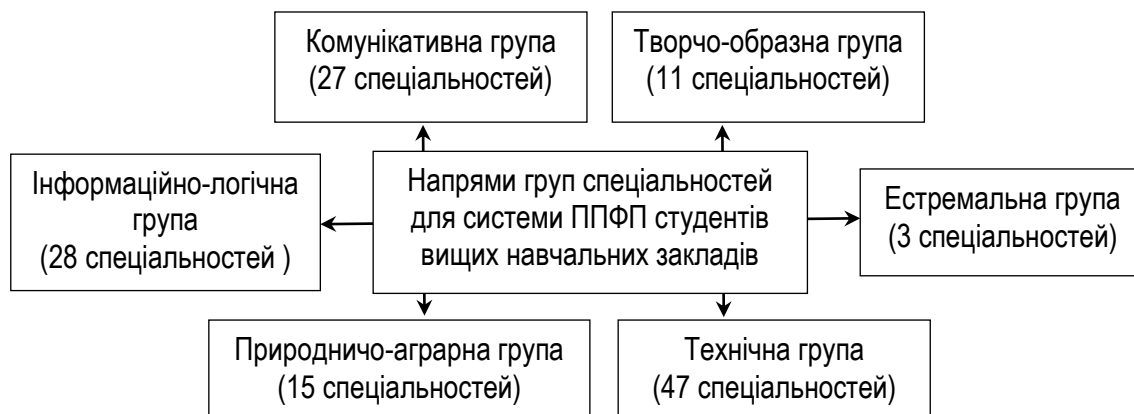 Комунікативна група
(27 спеціальностей)
Творчо-образна група
(11 спеціальностей)
Інформаційно-логічна
група
(28 спеціальностей )
Напрями груп спеціальностей
для системи ППФП студентів
вищих навчальних закладів
Естремальна група
(3 спеціальностей)
Природничо-аграрна група
(15 спеціальностей)
Технічна група
(47 спеціальностей)